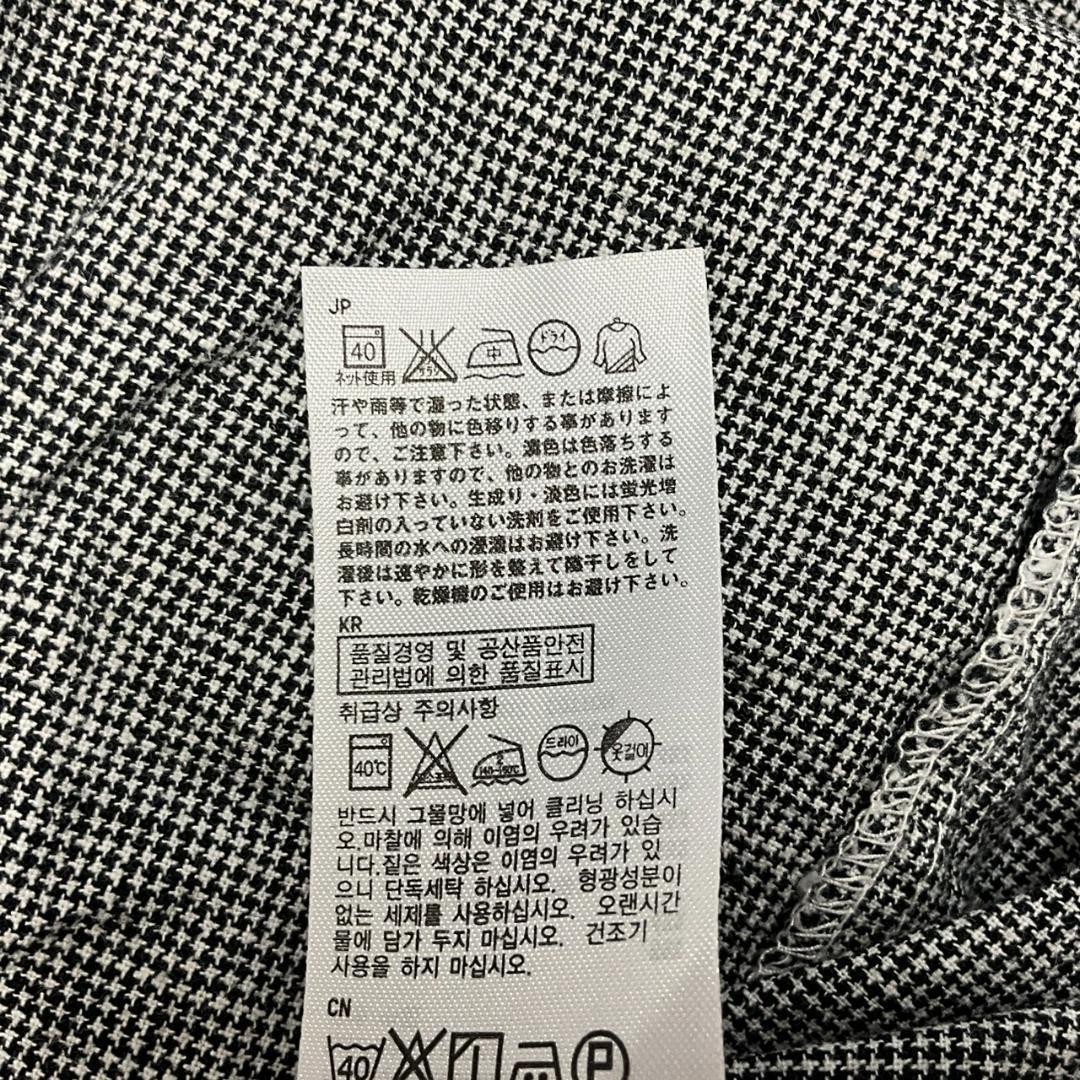 JP
40
ネット使用
エンソ
サラシ
中
ドライ
汗や雨等で湿った状態、または摩擦によ
って、他の物に色移りする事があります
ので、ご注意下さい。濃色は色落ちする
事がありますので、他の物とのお洗濯は
お避け下さい。生成り・淡色には蛍光増
白剤の入っていない洗剤をご使用下さい。
長時間の水への浸漬はお避け下さい。洗
濯後は速やかに形を整えて陰干しをして
下さい。乾燥機のご使用はお避け下さい。
KR
품질경영 및 공산품안전
관리법에 의한 품질표시
취급상 주의사항
40℃
2
140~160℃
드라이
옷걸이
반드시 그물망에 넣어 클리닝 하십시
오.마찰에 의해 이염의 우려가 있습
니다.짙은 색상은 이염의 우려가 있
으니 단독세탁 하십시오. 형광성분이
없는 세제를 사용하십시오. 오랜시간
물에 담가 두지 마십시오. 건조기
사용을 하지 마십시오.
CN
40
P